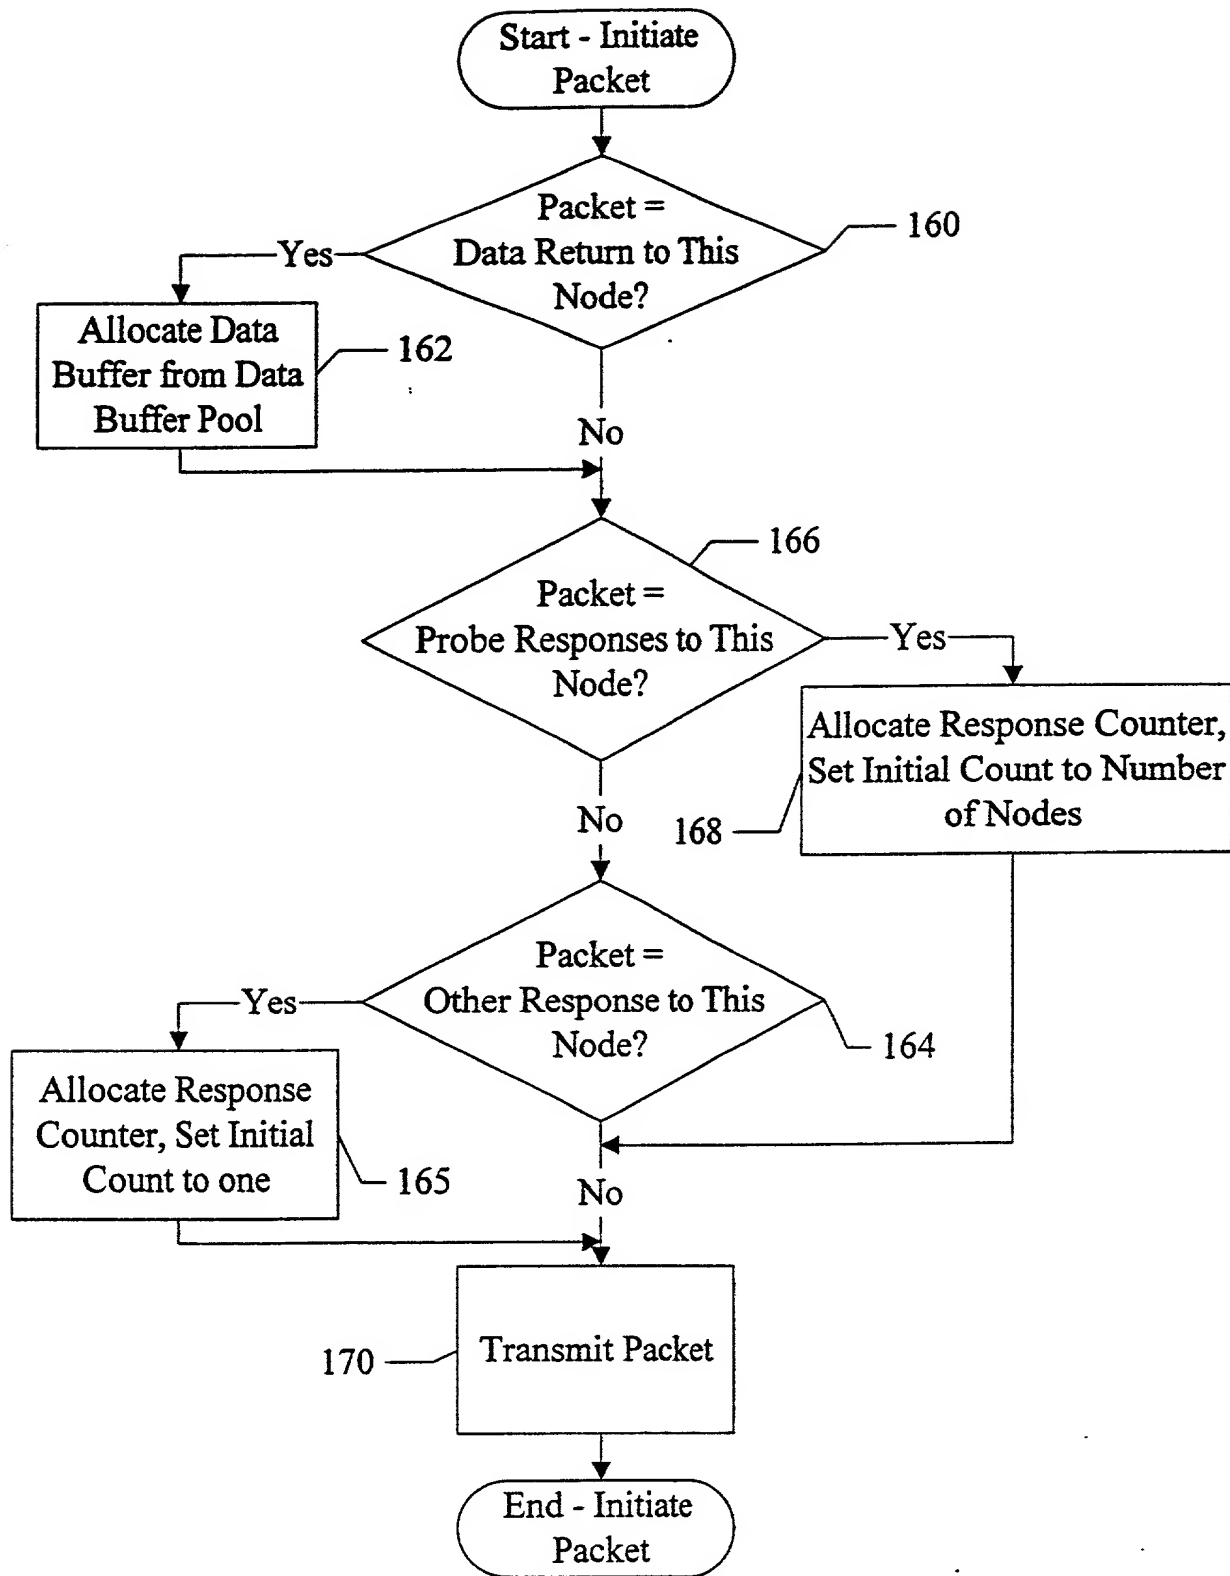 Start - Initiate
Packet
Packet =
Data Return to This
Node?
160
Yes
Allocate Data
Buffer from Data
Buffer Pool
162
No
166
Packet =
Probe Responses to This
Node?
Yes
Allocate Response Counter,
Set Initial Count to Number
of Nodes
168
No
Packet =
Other Response to This
Node?
Yes
164
Allocate Response
Counter, Set Initial
Count to one
165
No
Transmit Packet
170
End - Initiate
Packet